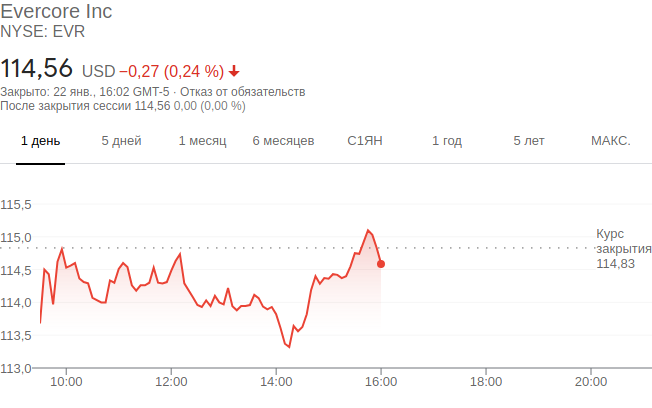 Evercore Inc
NYSE: EVR
114,56 USD −0,27 (0,24 %)
Закрыто: 22 янв., 16:02 GMT-5 · Отказ от обязательств
После закрытия сессии 114,56 0,00 (0,00 %)
1 день 5 дней 1 месяц 6 месяцев С1ЯН 1 год 5 лет МАКС.
115,5
115,0
114,5
114,0
113,5
113,0
Курс
закрытия
114,83
10:00 12:00 14:00 16:00 18:00 20:00